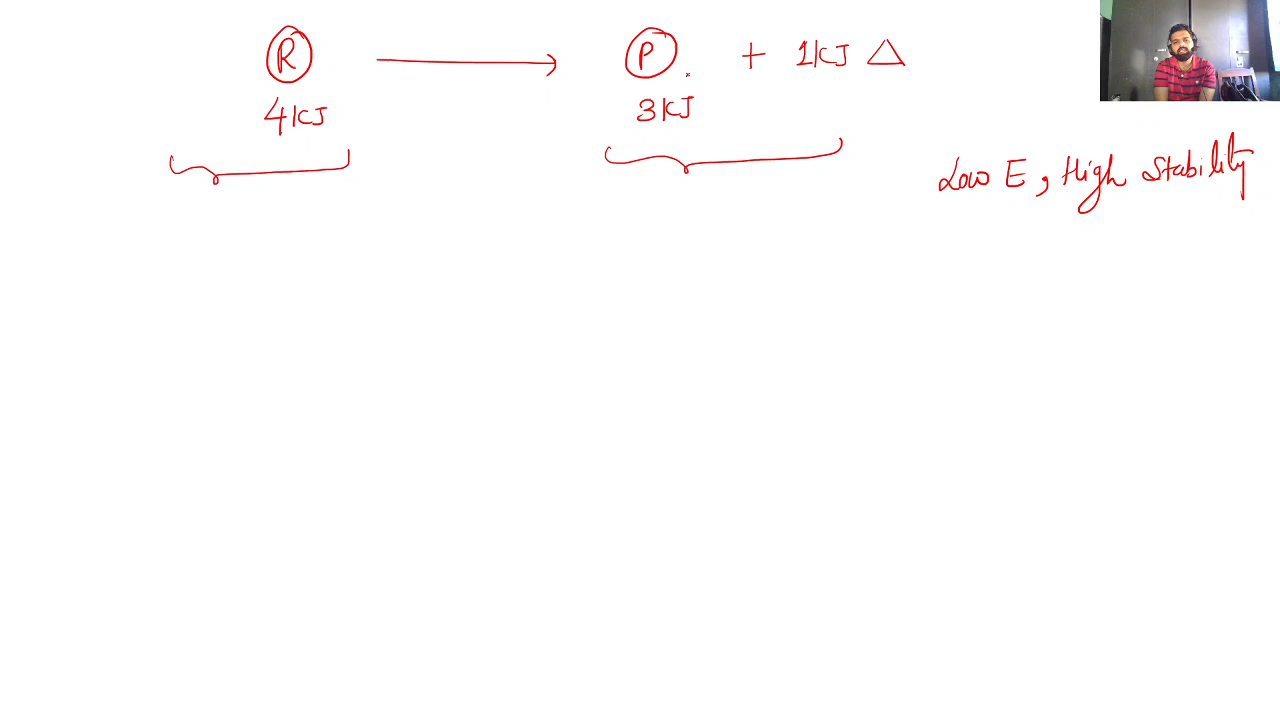 R ⟶ P + 1KJ △
4KJ 3KJ
Low E, High Stability